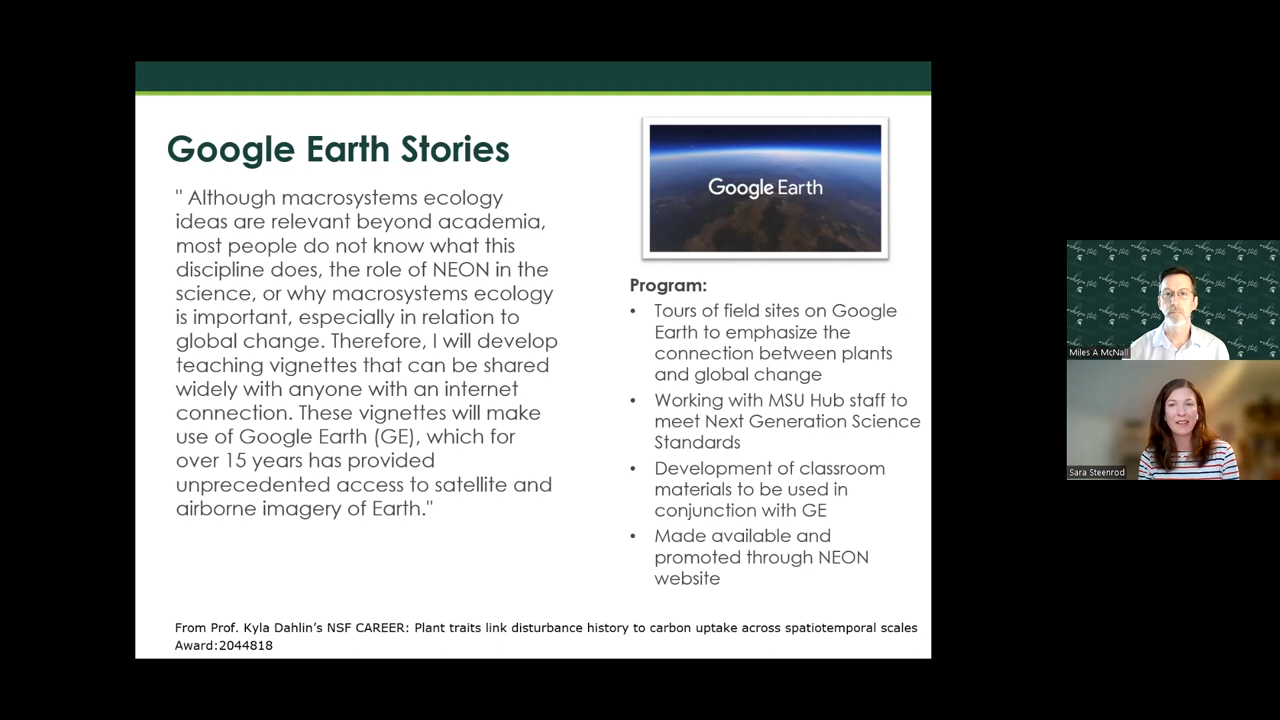 Google Earth Stories
" Although macrosystems ecology
ideas are relevant beyond academia,
most people do not know what this
discipline does, the role of NEON in the
science, or why macrosystems ecology
is important, especially in relation to
global change. Therefore, I will develop
teaching vignettes that can be shared
widely with anyone with an internet
connection. These vignettes will make
use of Google Earth (GE), which for
over 15 years has provided
unprecedented access to satellite and
airborne imagery of Earth."
Google Earth
Program:
• Tours of field sites on Google
Earth to emphasize the
connection between plants
and global change
• Working with MSU Hub staff to
meet Next Generation Science
Standards
• Development of classroom
materials to be used in
conjunction with GE
• Made available and
promoted through NEON
website
From Prof. Kyla Dahlin's NSF CAREER: Plant traits link disturbance history to carbon uptake across spatiotemporal scales
Award:2044818
Miles A McNall
Sara Steenrod